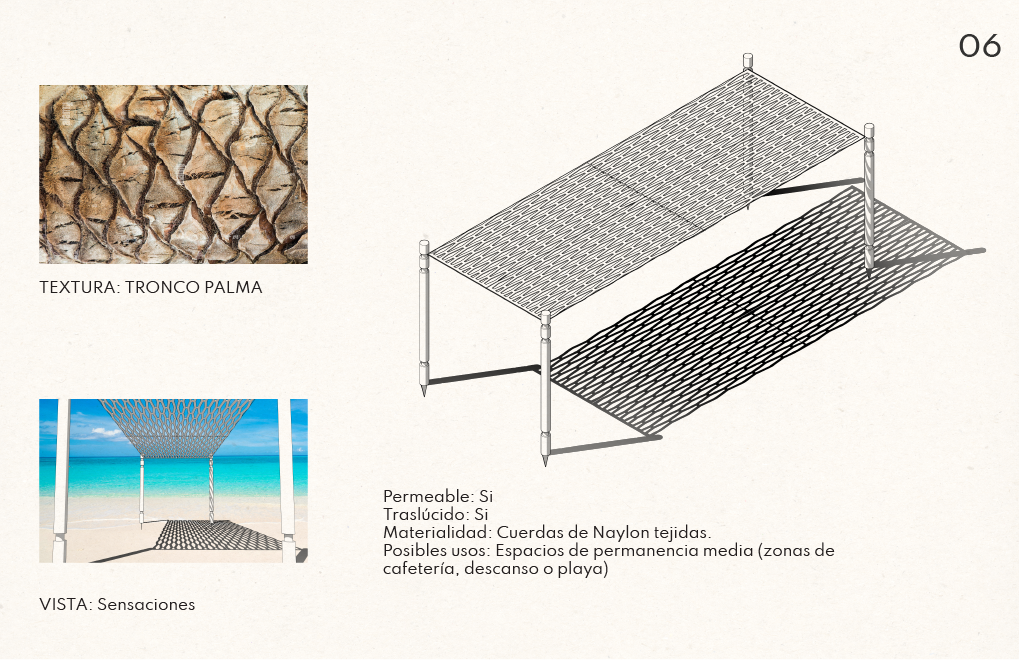 06
TEXTURA: TRONCO PALMA
Permeable: Si
Traslúcido: Si
Materialidad: Cuerdas de Naylon tejidas.
Posibles usos: Espacios de permanencia media (zonas de
cafetería, descanso o playa)
VISTA: Sensaciones